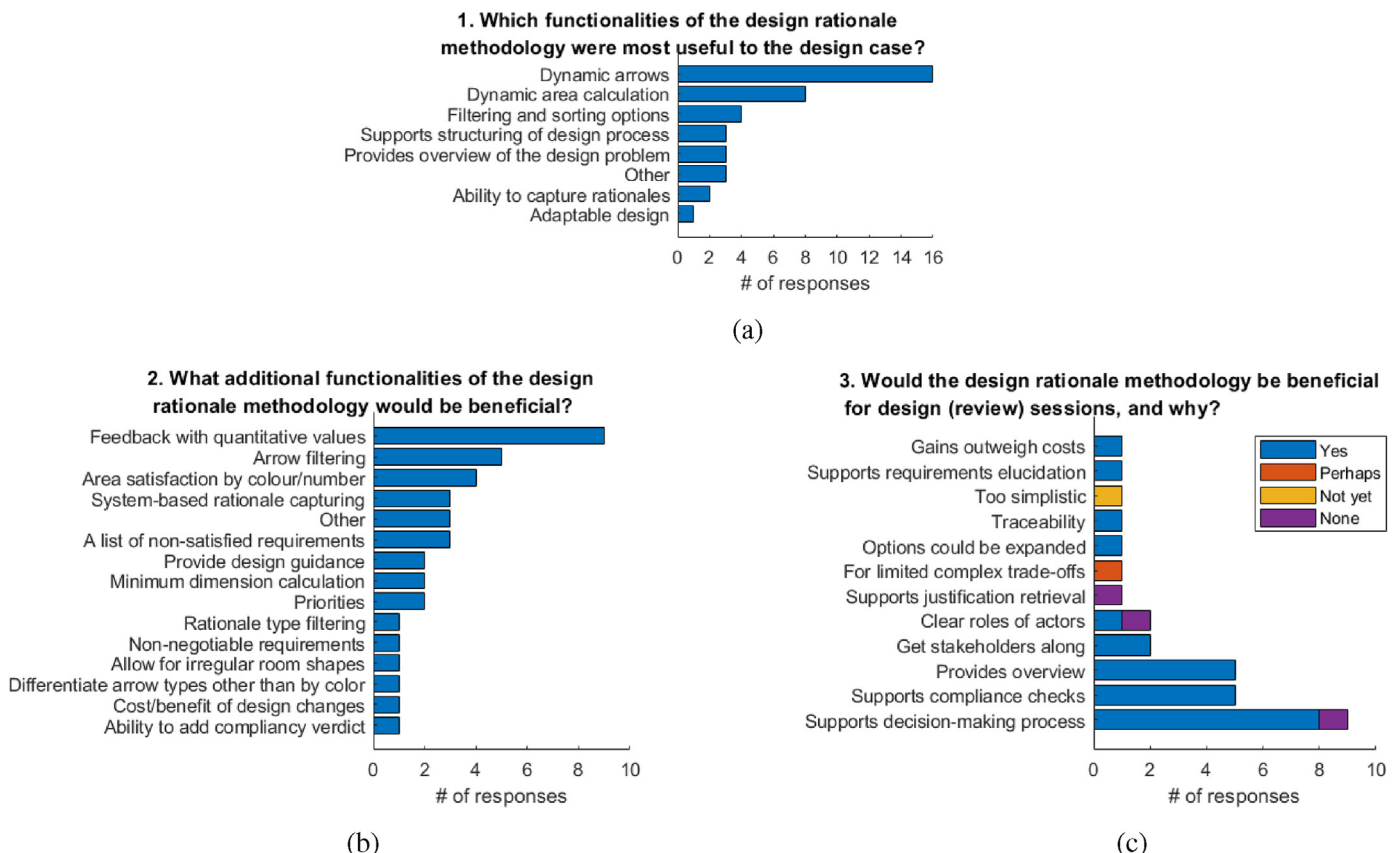 1. Which functionalities of the design rationale
methodology were most useful to the design case?
Dynamic arrows
Dynamic area calculation
Filtering and sorting options
Supports structuring of design process
Provides overview of the design problem
Other
Ability to capture rationales
Adaptable design
0 2 4 6 8 10 12 14 16
# of responses
(a)
2. What additional functionalities of the design
rationale methodology would be beneficial?
Feedback with quantitative values
Arrow filtering
Area satisfaction by colour/number
System-based rationale capturing
Other
A list of non-satisfied requirements
Provide design guidance
Minimum dimension calculation
Priorities
Rationale type filtering
Non-negotiable requirements
Allow for irregular room shapes
Differentiate arrow types other than by color
Cost/benefit of design changes
Ability to add compliancy verdict
0 2 4 6 8 10
# of responses
(b)
3. Would the design rationale methodology be beneficial
for design (review) sessions, and why?
Gains outweigh costs
Supports requirements elucidation
Too simplistic
Traceability
Options could be expanded
For limited complex trade-offs
Supports justification retrieval
Clear roles of actors
Get stakeholders along
Provides overview
Supports compliance checks
Supports decision-making process
Yes
Perhaps
Not yet
None
0 2 4 6 8 10
# of responses
(c)